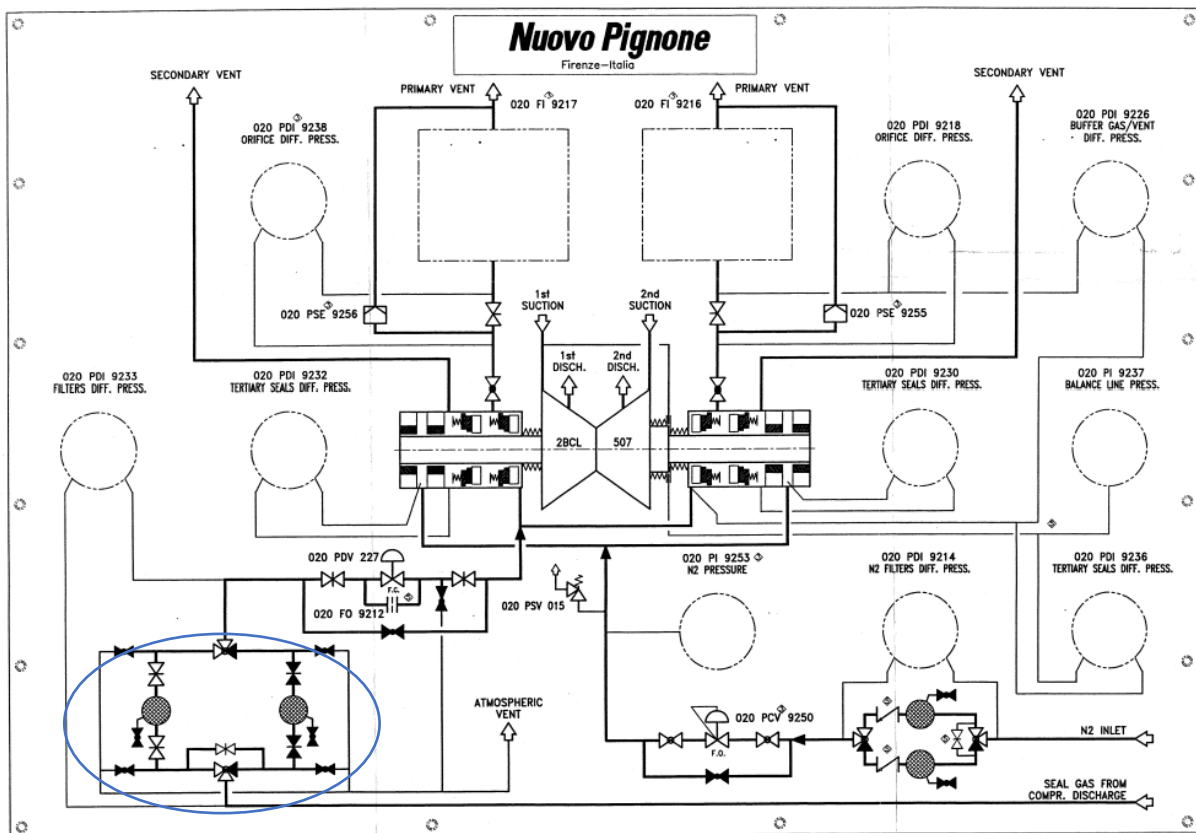 Nuovo Pignone
Firenze-Italia
SECONDARY VENT
PRIMARY VENT
020 FI 9217
PRIMARY VENT
020 FI 9216
SECONDARY VENT
020 PDI 9238
ORIFICE DIFF. PRESS.
020 PDI 9218
ORIFICE DIFF. PRESS.
020 PDI 9226
BUFFER GAS/VENT
DIFF. PRESS.
020 PSE 9256
1st
SUCTION
2nd
SUCTION
020 PSE 9255
1st
DISCH.
2nd
DISCH.
020 PDI 9233
FILTERS DIFF. PRESS.
020 PDI 9232
TERTIARY SEALS DIFF. PRESS.
020 PDI 9230
TERTIARY SEALS DIFF. PRESS.
020 PI 9237
BALANCE LINE PRESS.
2BCL
507
020 PDV 227
F.C.
020 FO 9212
020 PSV 015
020 PI 9253
N2 PRESSURE
020 PDI 9214
N2 FILTERS DIFF. PRESS.
020 PDI 9236
TERTIARY SEALS DIFF. PRESS.
ATMOSPHERIC
VENT
020 PCV 9250
F.O.
N2 INLET
SEAL GAS FROM
COMPR. DISCHARGE